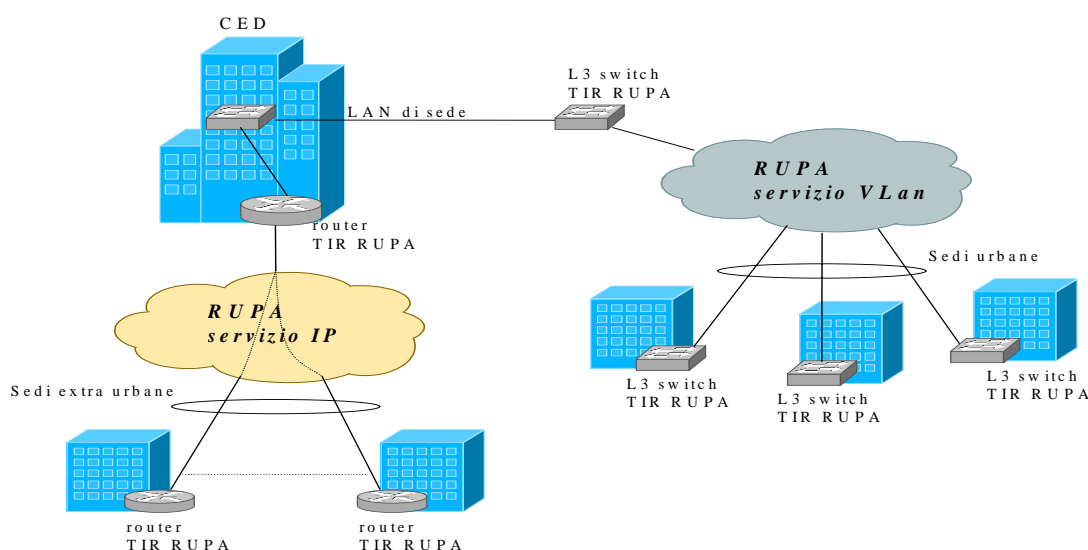 CED
L3 switch
TIR RUPA
LAN di sede
RUPA
servizio VLan
router
TIR RUPA
Sedi urbane
RUPA
servizio IP
Sedi extra urbane
L3 switch
TIR RUPA
L3 switch
TIR RUPA
L3 switch
TIR RUPA
router
TIR RUPA
router
TIR RUPA